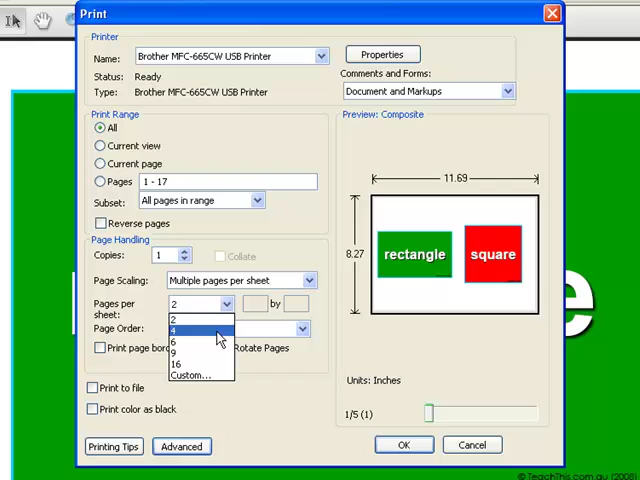 Print
Printer
Name: Brother MFC-665CW USB Printer Properties
Status: Ready Comments and Forms:
Type: Brother MFC-665CW USB Printer Document and Markups
Print Range Preview: Composite
All
Current view
Current page 11.69
Pages 1 - 17
Subset: All pages in range
Reverse pages
Page Handling
Copies: 1 Collate 8.27 rectangle square
Page Scaling: Multiple pages per sheet
Pages per sheet: 2 by
2
Page Order: 4
6
Print page bor Rotate Pages
9
16
Custom...
Units: Inches
Print to file
Print color as black 1/5 (1)
Printing Tips Advanced OK Cancel
e
© TeachThis.com.au (2008)